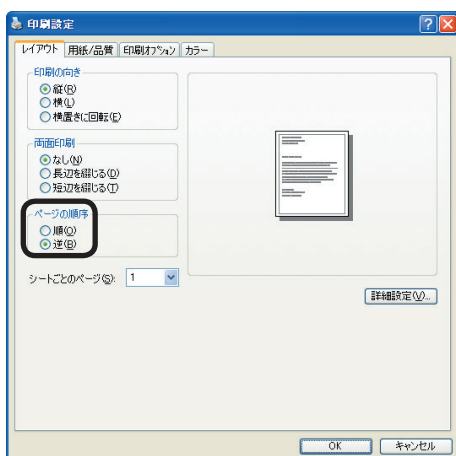 印刷設定
レイアウト 用紙/品質 印刷オプション カラー
印刷の向き
縦(R)
横(L)
横置きに回転(E)
両面印刷
なし(N)
長辺を綴じる(D)
短辺を綴じる(T)
ページの順序
順(O)
逆(B)
シートごとのページ(S): 1
詳細設定(V)...
OK キャンセル